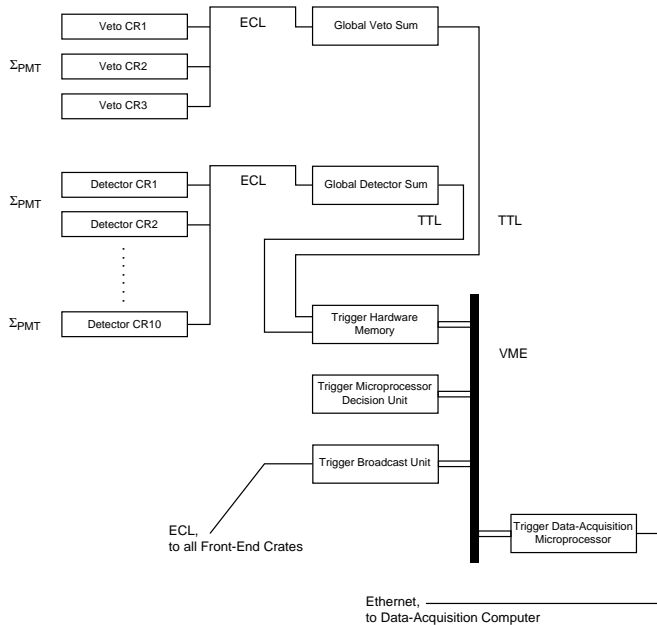 Veto CR1
ECL
Global Veto Sum
ΣPMT
Veto CR2
Veto CR3
Detector CR1
ECL
Global Detector Sum
ΣPMT
Detector CR2
TTL
TTL
ΣPMT
Detector CR10
Trigger Hardware
Memory
VME
Trigger Microprocessor
Decision Unit
Trigger Broadcast Unit
ECL,
to all Front-End Crates
Trigger Data-Acquisition
Microprocessor
Ethernet,
to Data-Acquisition Computer